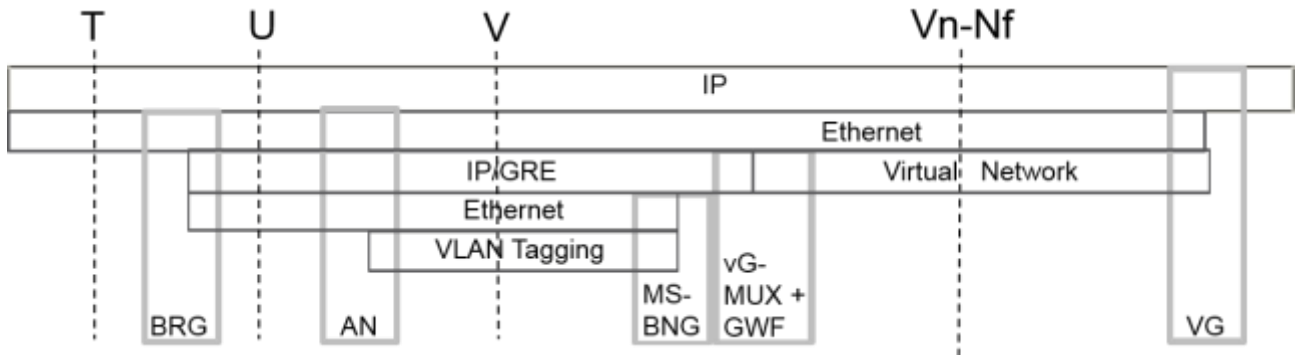 T U V Vn-Nf
IP
Ethernet
IP/GRE Virtual Network
Ethernet
VLAN Tagging
BRG AN MS-
BNG vG-
MUX +
GWF VG